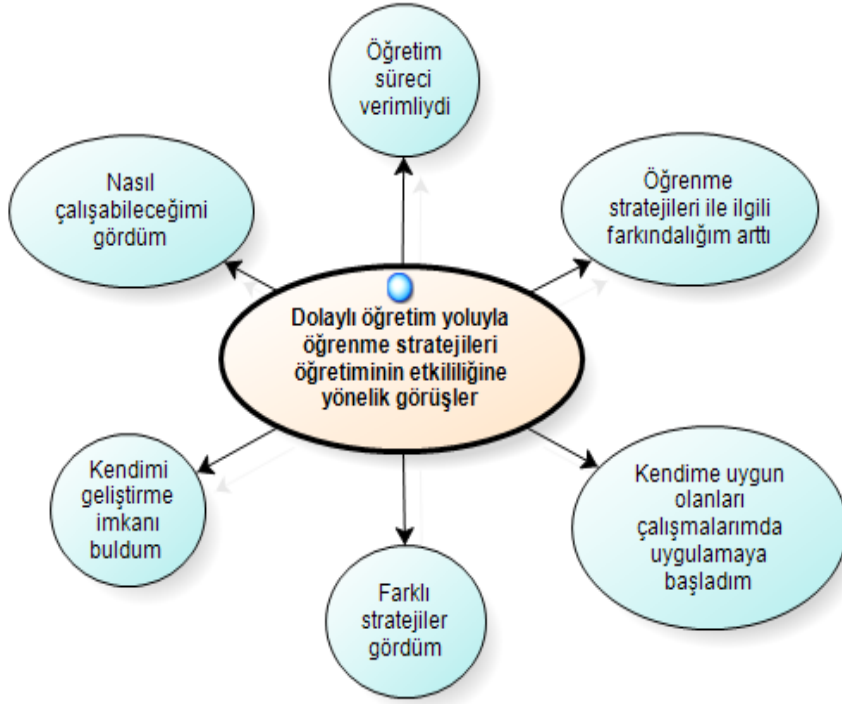 Öğretim
süreci
verimliydi
Nasıl
çalışabileceğimi
gördüm
Öğrenme
stratejileri ile ilgili
farkındalığım arttı
Dolaylı öğretim yoluyla
öğrenme stratejileri
öğretiminin etkililiğine
yönelik görüşler
Kendimi
geliştirme
imkanı
buldum
Farklı
stratejiler
gördüm
Kendime uygun
olanları
çalışmalarımda
uygulamaya
başladım